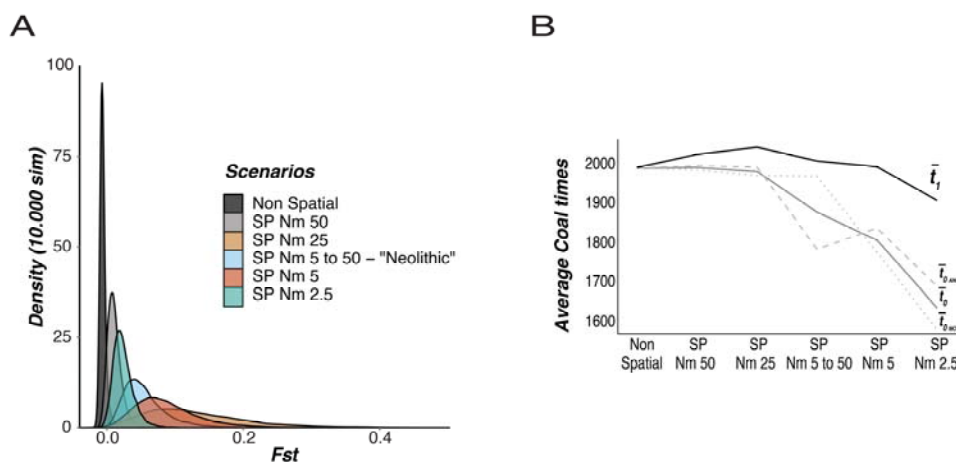 A
B
100
75
50
25
0
Density (10.000 sim)
0.0
0.2
0.4
Fst
Scenarios
Non Spatial
SP Nm 50
SP Nm 25
SP Nm 5 to 50 – "Neolithic"
SP Nm 5
SP Nm 2.5
Average Coal times
2000
1900
1800
1700
1600
Non
Spatial
SP
Nm 50
SP
Nm 25
SP
Nm 5 to 50
SP
Nm 5
SP
Nm 2.5
t̄₁
t̄₀
t̄₀
t̄₀